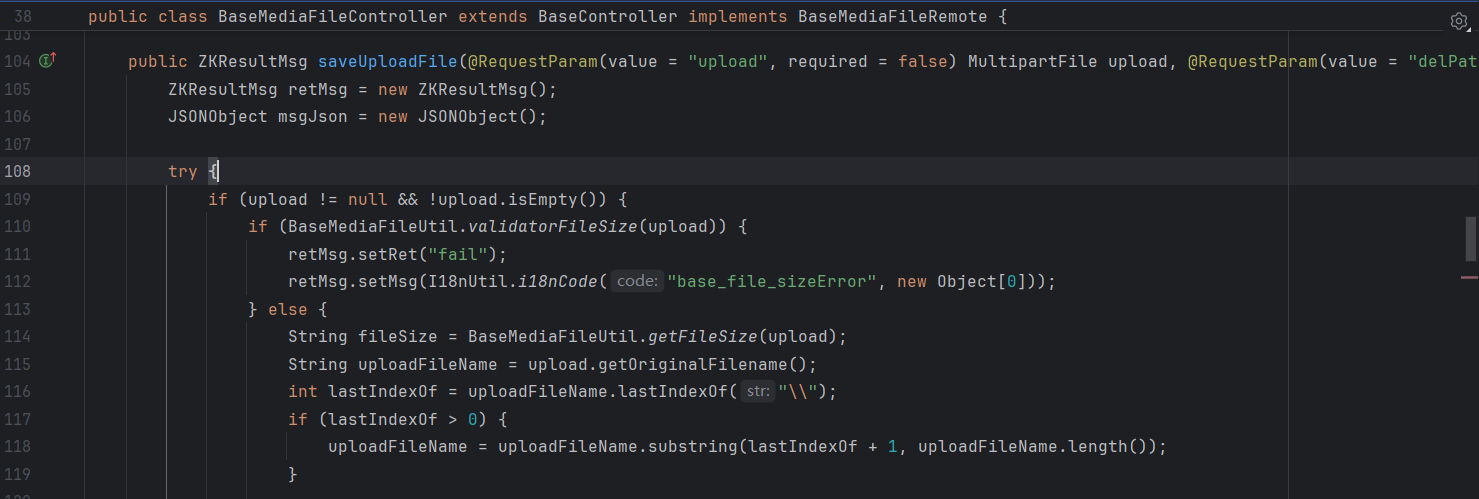 38 public class BaseMediaFileController extends BaseController implements BaseMediaFileRemote {
103
104 public ZKResultMsg saveUploadFile(@RequestParam(value = "upload", required = false) MultipartFile upload, @RequestParam(value = "delPat
105 ZKResultMsg retMsg = new ZKResultMsg();
106 JSONObject msgJson = new JSONObject();
107
108 try {
109 if (upload != null && !upload.isEmpty()) {
110 if (BaseMediaFileUtil.validatorFileSize(upload)) {
111 retMsg.setRet("fail");
112 retMsg.setMsg(I18nUtil.i18nCode( code: "base_file_sizeError", new Object[0]));
113 } else {
114 String fileSize = BaseMediaFileUtil.getFileSize(upload);
115 String uploadFileName = upload.getOriginalFilename();
116 int lastIndexOf = uploadFileName.lastIndexOf( str: "\\");
117 if (lastIndexOf > 0) {
118 uploadFileName = uploadFileName.substring(lastIndexOf + 1, uploadFileName.length());
119 }